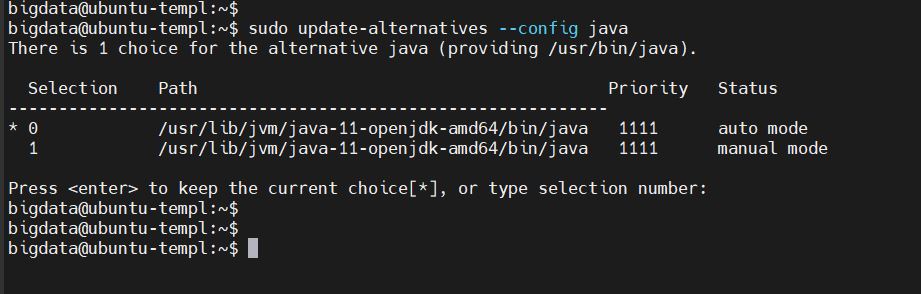 bigdata@ubuntu-templ:~$
bigdata@ubuntu-templ:~$ sudo update-alternatives --config java
There is 1 choice for the alternative java (providing /usr/bin/java).
  Selection    Path                                         Priority   Status
------------------------------------------------------------
* 0            /usr/lib/jvm/java-11-openjdk-amd64/bin/java   1111      auto mode
  1            /usr/lib/jvm/java-11-openjdk-amd64/bin/java   1111      manual mode
Press <enter> to keep the current choice[*], or type selection number:
bigdata@ubuntu-templ:~$
bigdata@ubuntu-templ:~$
bigdata@ubuntu-templ:~$